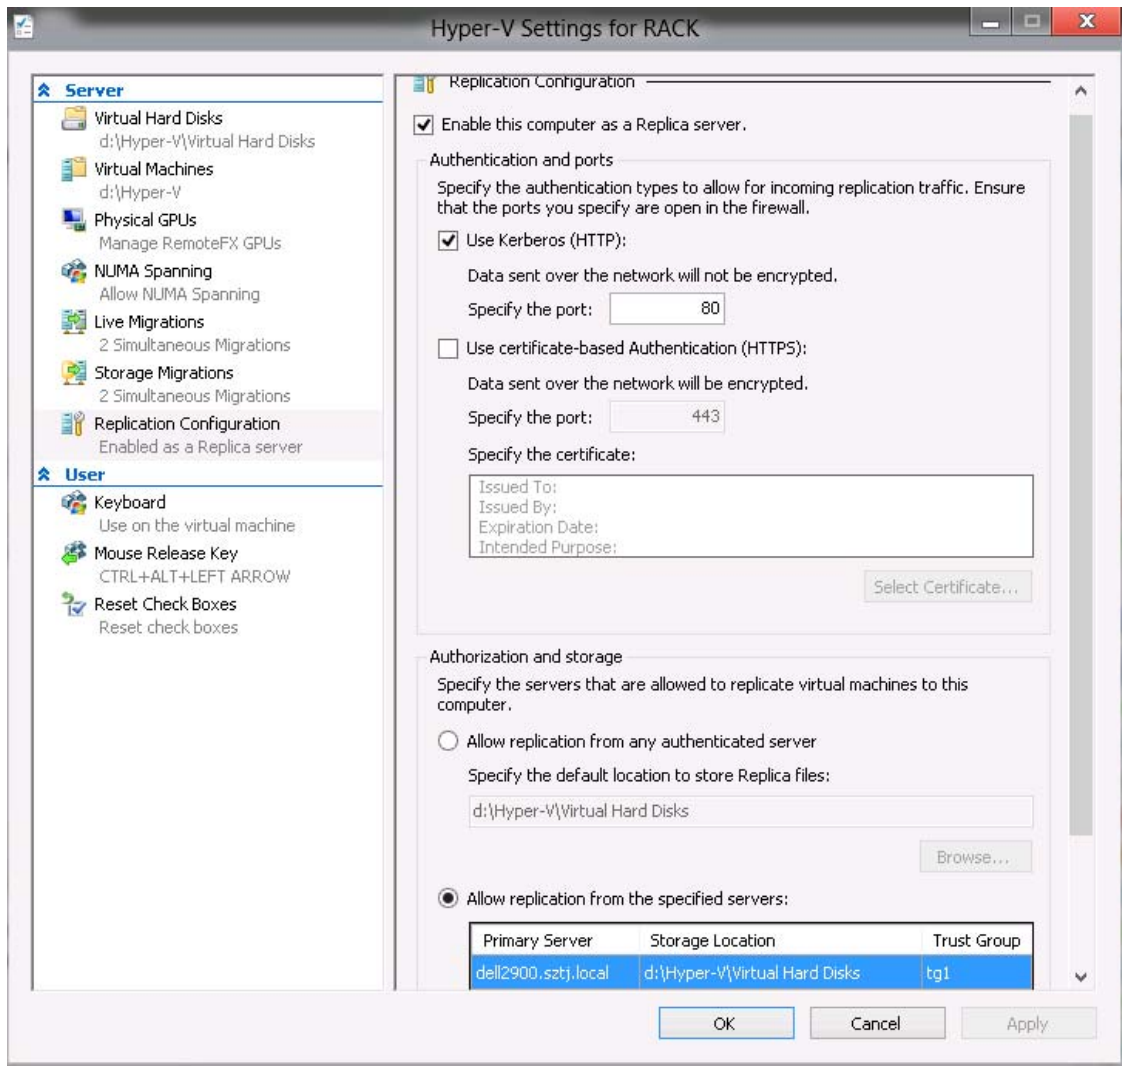 Hyper-V Settings for RACK
Server
Virtual Hard Disks
d:\Hyper-V\Virtual Hard Disks
Virtual Machines
d:\Hyper-V
Physical GPUs
Manage RemoteFX GPUs
NUMA Spanning
Allow NUMA Spanning
Live Migrations
2 Simultaneous Migrations
Storage Migrations
2 Simultaneous Migrations
Replication Configuration
Enabled as a Replica server
User
Keyboard
Use on the virtual machine
Mouse Release Key
CTRL+ALT+LEFT ARROW
Reset Check Boxes
Reset check boxes
Replication Configuration
Enable this computer as a Replica server.
Authentication and ports
Specify the authentication types to allow for incoming replication traffic. Ensure
that the ports you specify are open in the firewall.
Use Kerberos (HTTP):
Data sent over the network will not be encrypted.
Specify the port: 80
Use certificate-based Authentication (HTTPS):
Data sent over the network will be encrypted.
Specify the port: 443
Specify the certificate:
Issued To:
Issued By:
Expiration Date:
Intended Purpose:
Select Certificate...
Authorization and storage
Specify the servers that are allowed to replicate virtual machines to this
computer.
Allow replication from any authenticated server
Specify the default location to store Replica files:
d:\Hyper-V\Virtual Hard Disks
Browse...
Allow replication from the specified servers:
Primary Server Storage Location Trust Group
dell2900.sztj.local d:\Hyper-V\Virtual Hard Disks tg1
OK Cancel Apply